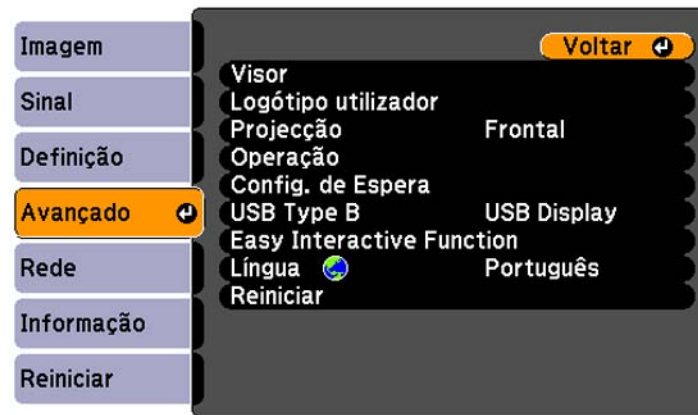 Imagem
Sinal
Definição
Avançado
Rede
Informação
Reiniciar
Voltar
Visor
Logótipo utilizador
Projecção Frontal
Operação
Config. de Espera
USB Type B USB Display
Easy Interactive Function
Língua Português
Reiniciar